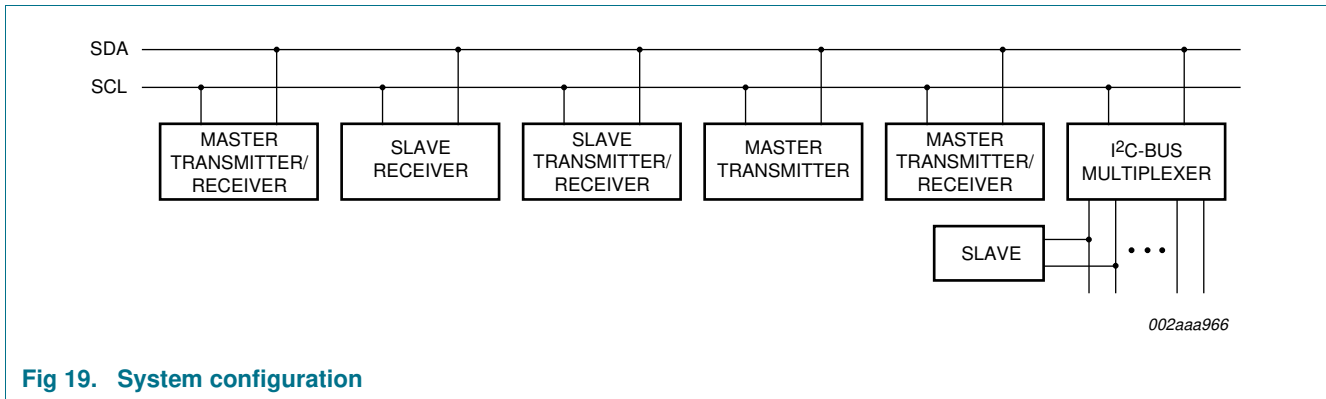 SDA
SCL
MASTER
TRANSMITTER/
RECEIVER
SLAVE
RECEIVER
SLAVE
TRANSMITTER/
RECEIVER
MASTER
TRANSMITTER
MASTER
TRANSMITTER/
RECEIVER
I²C-BUS
MULTIPLEXER
SLAVE
002aaa966
Fig 19. System configuration